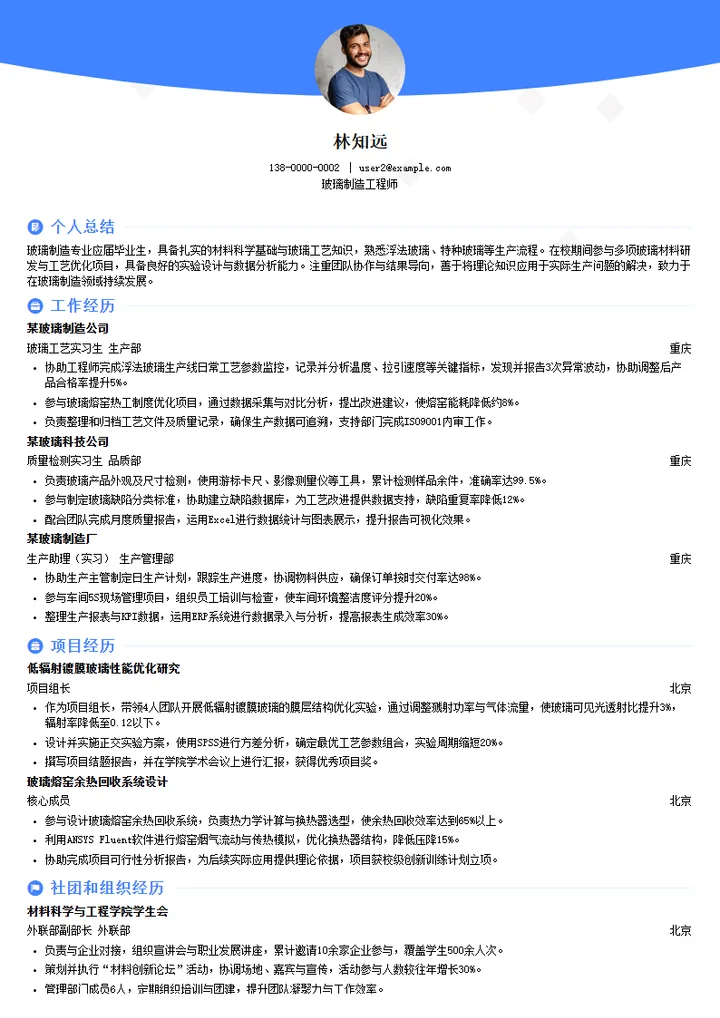 林知远
138-0000-0002 | user2@example.com
玻璃制造工程师
个人总结
玻璃制造专业应届毕业生，具备扎实的材料科学基础与玻璃工艺知识，熟悉浮法玻璃、特种玻璃等生产流程。在校期间参与多项玻璃材料研
发与工艺优化项目，具备良好的实验设计与数据分析能力。注重团队协作与结果导向，善于将理论知识应用于实际生产问题的解决，致力于
在玻璃制造领域持续发展。
工作经历
某玻璃制造公司
玻璃工艺实习生 生产部 重庆
• 协助工程师完成浮法玻璃生产线日常工艺参数监控，记录并分析温度、拉引速度等关键指标，发现并报告3次异常波动，协助调整后产
品合格率提升5%。
• 参与玻璃熔窑热工制度优化项目，通过数据采集与对比分析，提出改进建议，使熔窑能耗降低约8%。
• 负责整理和归档工艺文件及质量记录，确保生产数据可追溯，支持部门完成ISO9001内审工作。
某玻璃科技公司
质量检测实习生 品质部 重庆
• 负责玻璃产品外观及尺寸检测，使用游标卡尺、影像测量仪等工具，累计检测样品余件，准确率达99.5%。
• 参与制定玻璃缺陷分类标准，协助建立缺陷数据库，为工艺改进提供数据支持，缺陷重复率降低12%。
• 配合团队完成月度质量报告，运用Excel进行数据统计与图表展示，提升报告可视化效果。
某玻璃制造厂
生产助理（实习） 生产管理部 重庆
• 协助生产主管制定日生产计划，跟踪生产进度，协调物料供应，确保订单按时交付率达98%。
• 参与车间5S现场管理项目，组织员工培训与检查，使车间环境整洁度评分提升20%。
• 整理生产报表与KPI数据，运用ERP系统进行数据录入与分析，提高报表生成效率30%。
项目经历
低辐射镀膜玻璃性能优化研究
项目组长 北京
• 作为项目组长，带领4人团队开展低辐射镀膜玻璃的膜层结构优化实验，通过调整溅射功率与气体流量，使玻璃可见光透射比提升3%，
辐射率降低至0.12以下。
• 设计并实施正交实验方案，使用SPSS进行方差分析，确定最优工艺参数组合，实验周期缩短20%。
• 撰写项目结题报告，并在学院学术会议上进行汇报，获得优秀项目奖。
玻璃熔窑余热回收系统设计
核心成员 北京
• 参与设计玻璃熔窑余热回收系统，负责热力学计算与换热器选型，使余热回收效率达到65%以上。
• 利用ANSYS Fluent软件进行熔窑烟气流动与传热模拟，优化换热器结构，降低压降15%。
• 协助完成项目可行性分析报告，为后续实际应用提供理论依据，项目获校级创新训练计划立项。
社团和组织经历
材料科学与工程学院学生会
外联部副部长 外联部 北京
• 负责与企业对接，组织宣讲会与职业发展讲座，累计邀请10余家企业参与，覆盖学生500余人次。
• 策划并执行“材料创新论坛”活动，协调场地、嘉宾与宣传，活动参与人数较往年增长30%。
• 管理部门成员6人，定期组织培训与团建，提升团队凝聚力与工作效率。